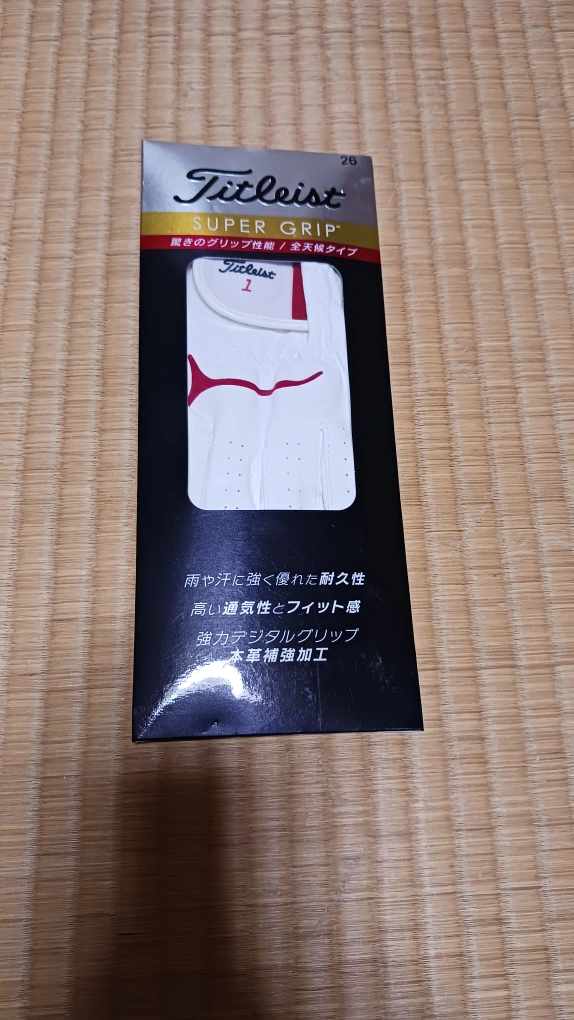 26
Titleist
SUPER GRIP™
驚きのグリップ性能 / 全天候タイプ
Titleist
1
雨や汗に強く優れた耐久性
高い通気性とフィット感
強力デジタルグリップ
本革補強加工